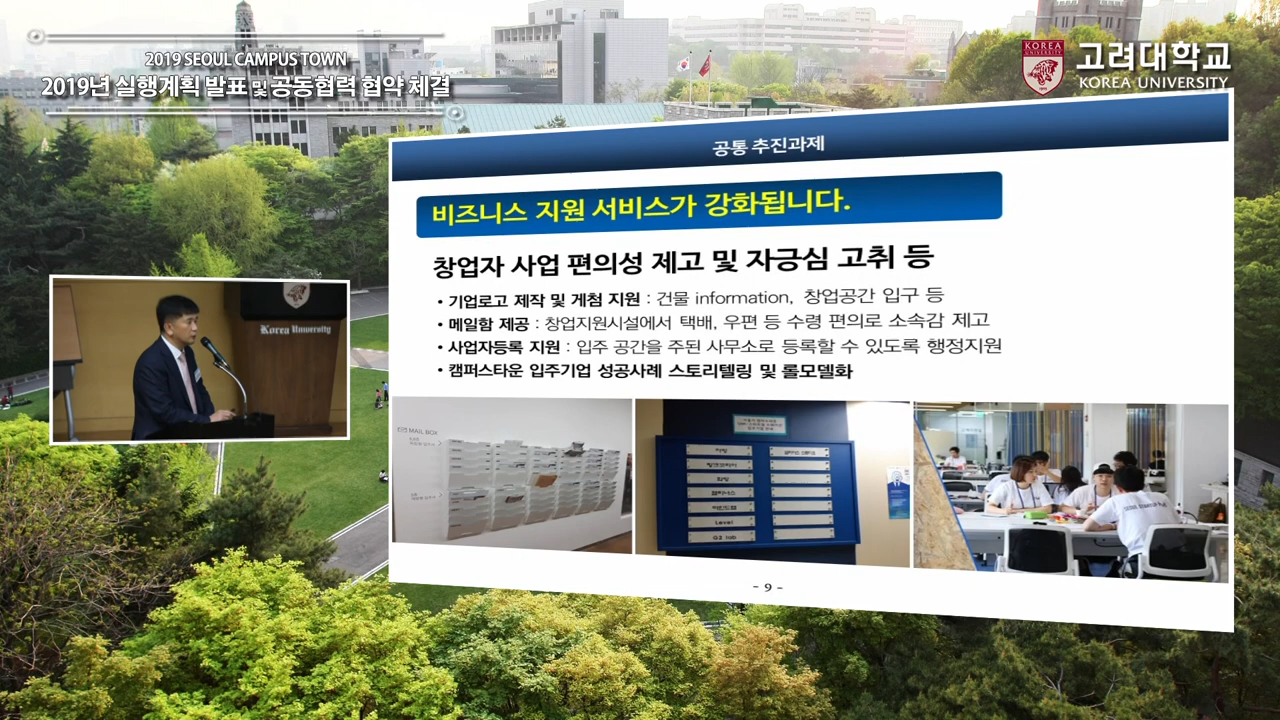 2019 SEOUL CAMPUS TOWN
2019년 실행계획 발표 및 공동협력 협약 체결
KOREA
UNIVERSITY
고려대학교
KOREA UNIVERSITY
공통 추진과제
비즈니스 지원 서비스가 강화됩니다.
창업자 사업 편의성 제고 및 자긍심 고취 등
• 기업로고 제작 및 게첨 지원 : 건물 information, 창업공간 입구 등
• 메일함 제공 : 창업지원시설에서 택배, 우편 등 수령 편의로 소속감 제고
• 사업자등록 지원 : 입주 공간을 주된 사무소로 등록할 수 있도록 행정지원
• 캠퍼스타운 입주기업 성공사례 스토리텔링 및 롤모델화
Korea University
MAIL BOX
Level
- 9 -